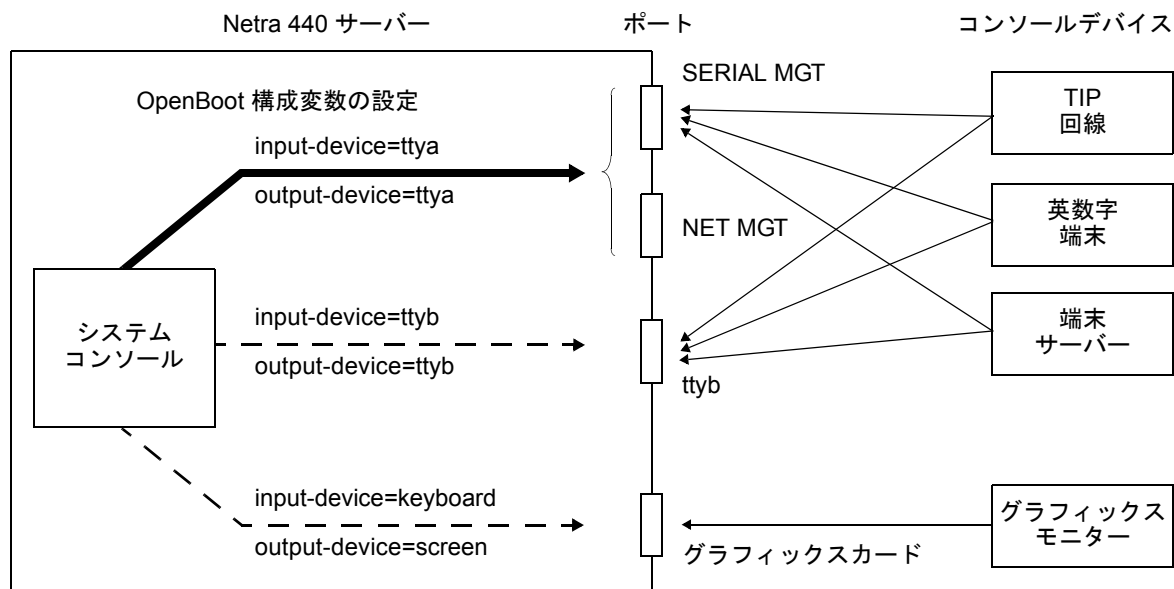 Netra 440 サーバー
ポート
コンソールデバイス
OpenBoot 構成変数の設定
input-device=ttya
output-device=ttya
システム
コンソール
input-device=ttyb
output-device=ttyb
input-device=keyboard
output-device=screen
SERIAL MGT
NET MGT
ttyb
グラフィックスカード
TIP
回線
英数字
端末
端末
サーバー
グラフィックス
モニター